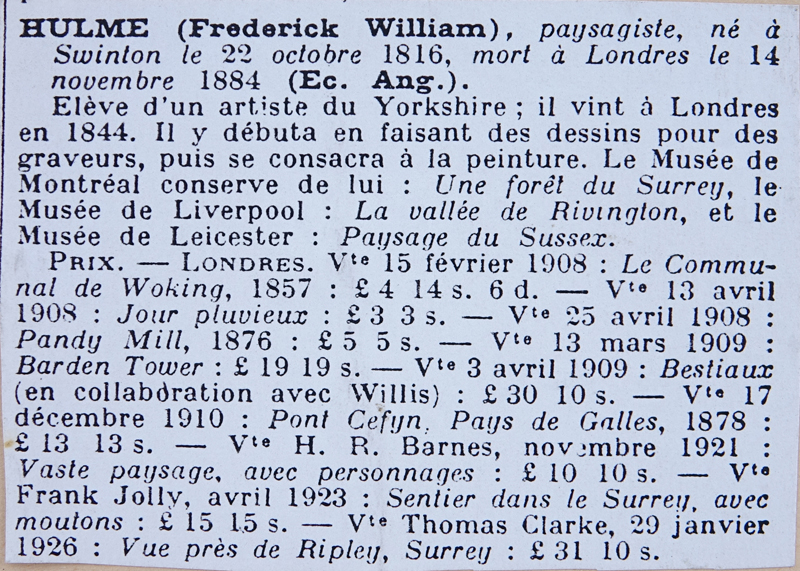 HULME (Frederick William), paysagiste, né à
Swinton le 22 octobre 1816, mort à Londres le 14
novembre 1884 (Ec. Ang.).
Elève d'un artiste du Yorkshire ; il vint à Londres
en 1844. Il y débuta en faisant des dessins pour des
graveurs, puis se consacra à la peinture. Le Musée de
Montréal conserve de lui : Une forêt du Surrey, le
Musée de Liverpool : La vallée de Rivington, et le
Musée de Leicester : Paysage du Sussex.
PRIX. — LONDRES. Vte 15 février 1908 : Le Commu-
nal de Woking, 1857 : £ 4 14 s. 6 d. — Vte 13 avril
1908 : Jour pluvieux : £ 3 3 s. — Vte 25 avril 1908 :
Pandy Mill, 1876 : £ 5 5 s. — Vte 13 mars 1909 :
Barden Tower : £ 19 19 s. — Vte 3 avril 1909 : Bestiaux
(en collaboration avec Willis) : £ 30 10 s. — Vte 17
décembre 1910 : Pont Cefyn, Pays de Galles, 1878 :
£ 13 13 s. — Vte H. R. Barnes, novembre 1921 :
Vaste paysage, avec personnages : £ 10 10 s. — Vte
Frank Jolly, avril 1923 : Sentier dans le Surrey, avec
moutons : £ 15 15 s. — Vte Thomas Clarke, 29 janvier
1926 : Vue près de Ripley, Surrey : £ 31 10 s.